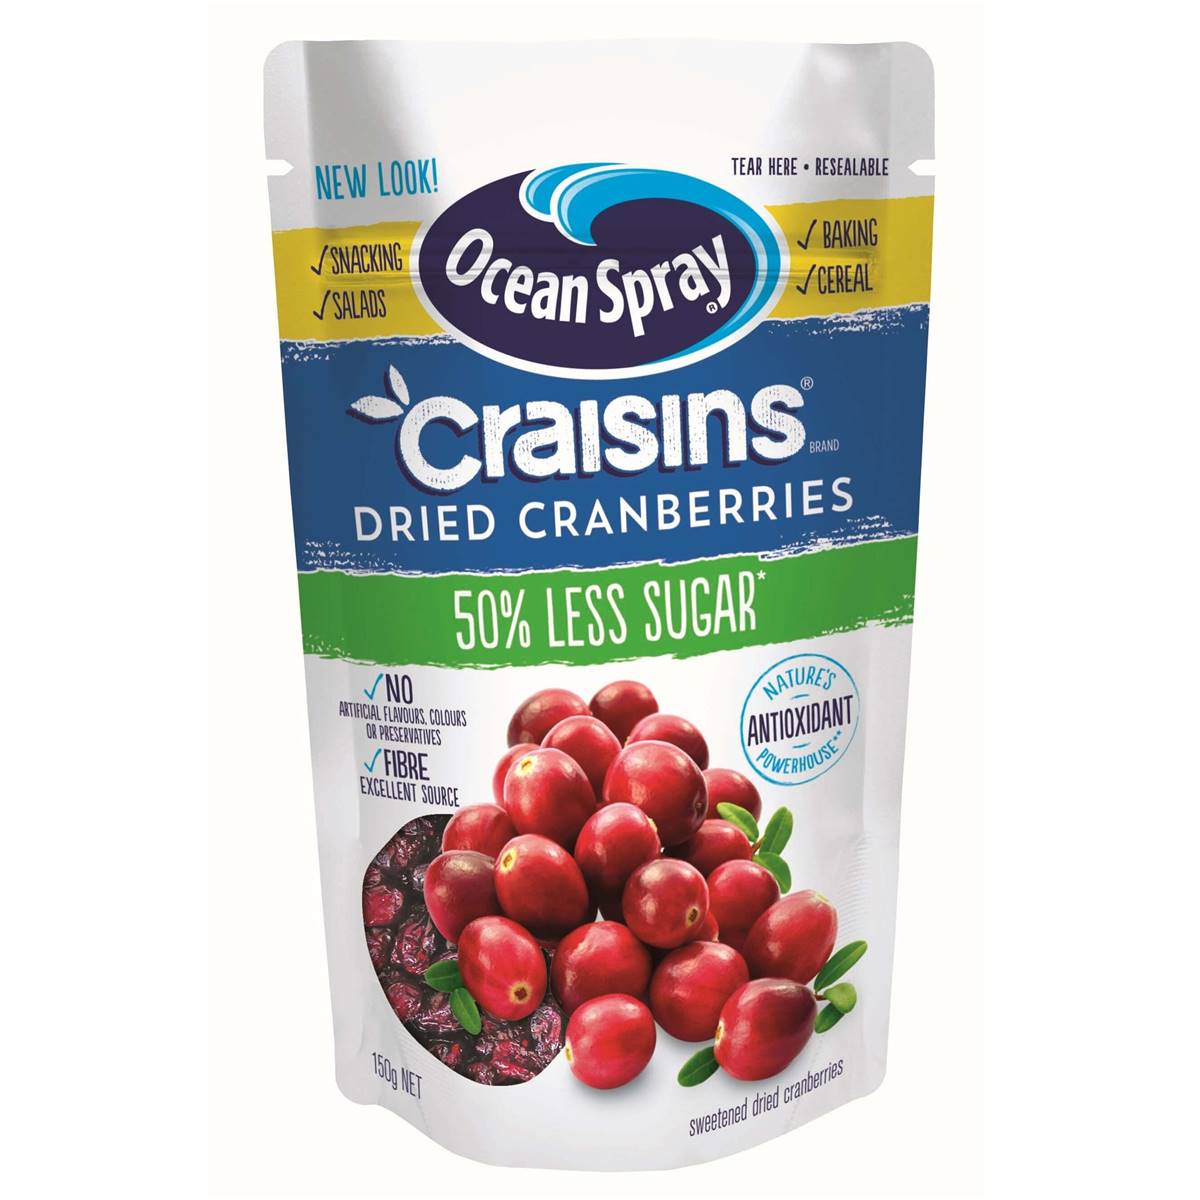 NEW LOOK!
TEAR HERE • RESEALABLE
✓ SNACKING
✓ SALADS
Ocean Spray®
✓ BAKING
✓ CEREAL
Craisins®
BRAND
DRIED CRANBERRIES
50% LESS SUGAR*
✓ NO
ARTIFICIAL FLAVOURS, COLOURS
OR PRESERVATIVES
✓ FIBRE
EXCELLENT SOURCE
NATURE'S
ANTIOXIDANT
POWERHOUSE**
150g NET
sweetened dried cranberries